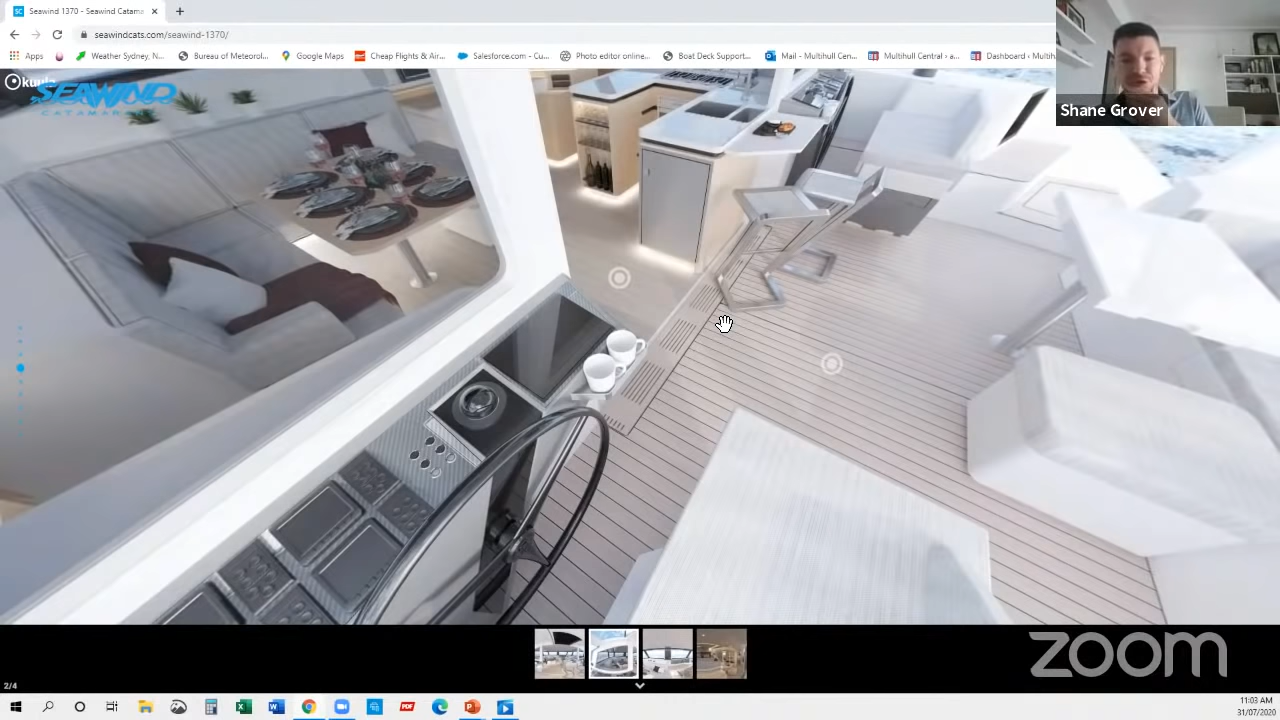 Seawind 1370 - Seawind Catama
seawindcats.com/seawind-1370/
Apps
Weather Sydney, N...
Bureau of Meteorol...
Google Maps
Cheap Flights & Air...
Salesforce.com - Cu...
Photo editor online...
Boat Deck Support...
Mail - Multihull Cen...
Multihull Central › a...
Dashboard ‹ Multih
kuula
SEAWIND
CATAMAR
Shane Grover
zoom
2/4
11:03 AM
31/07/2020